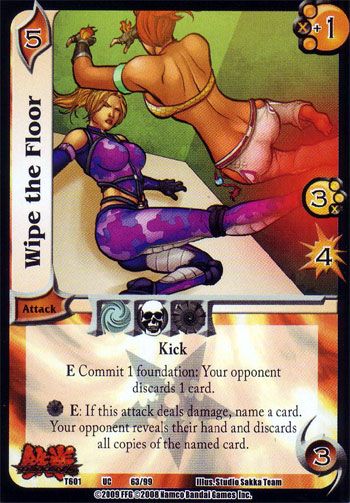 5
+1
Wipe the Floor
3
4
Attack
Kick
E Commit 1 foundation: Your opponent
discards 1 card.
E: If this attack deals damage, name a card.
Your opponent reveals their hand and discards
all copies of the named card.
3
鉄拳
T601 UC 63/99 Illus. Studio Sakka Team
©2009 FFG ©2008 Namco Bandai Games Inc.